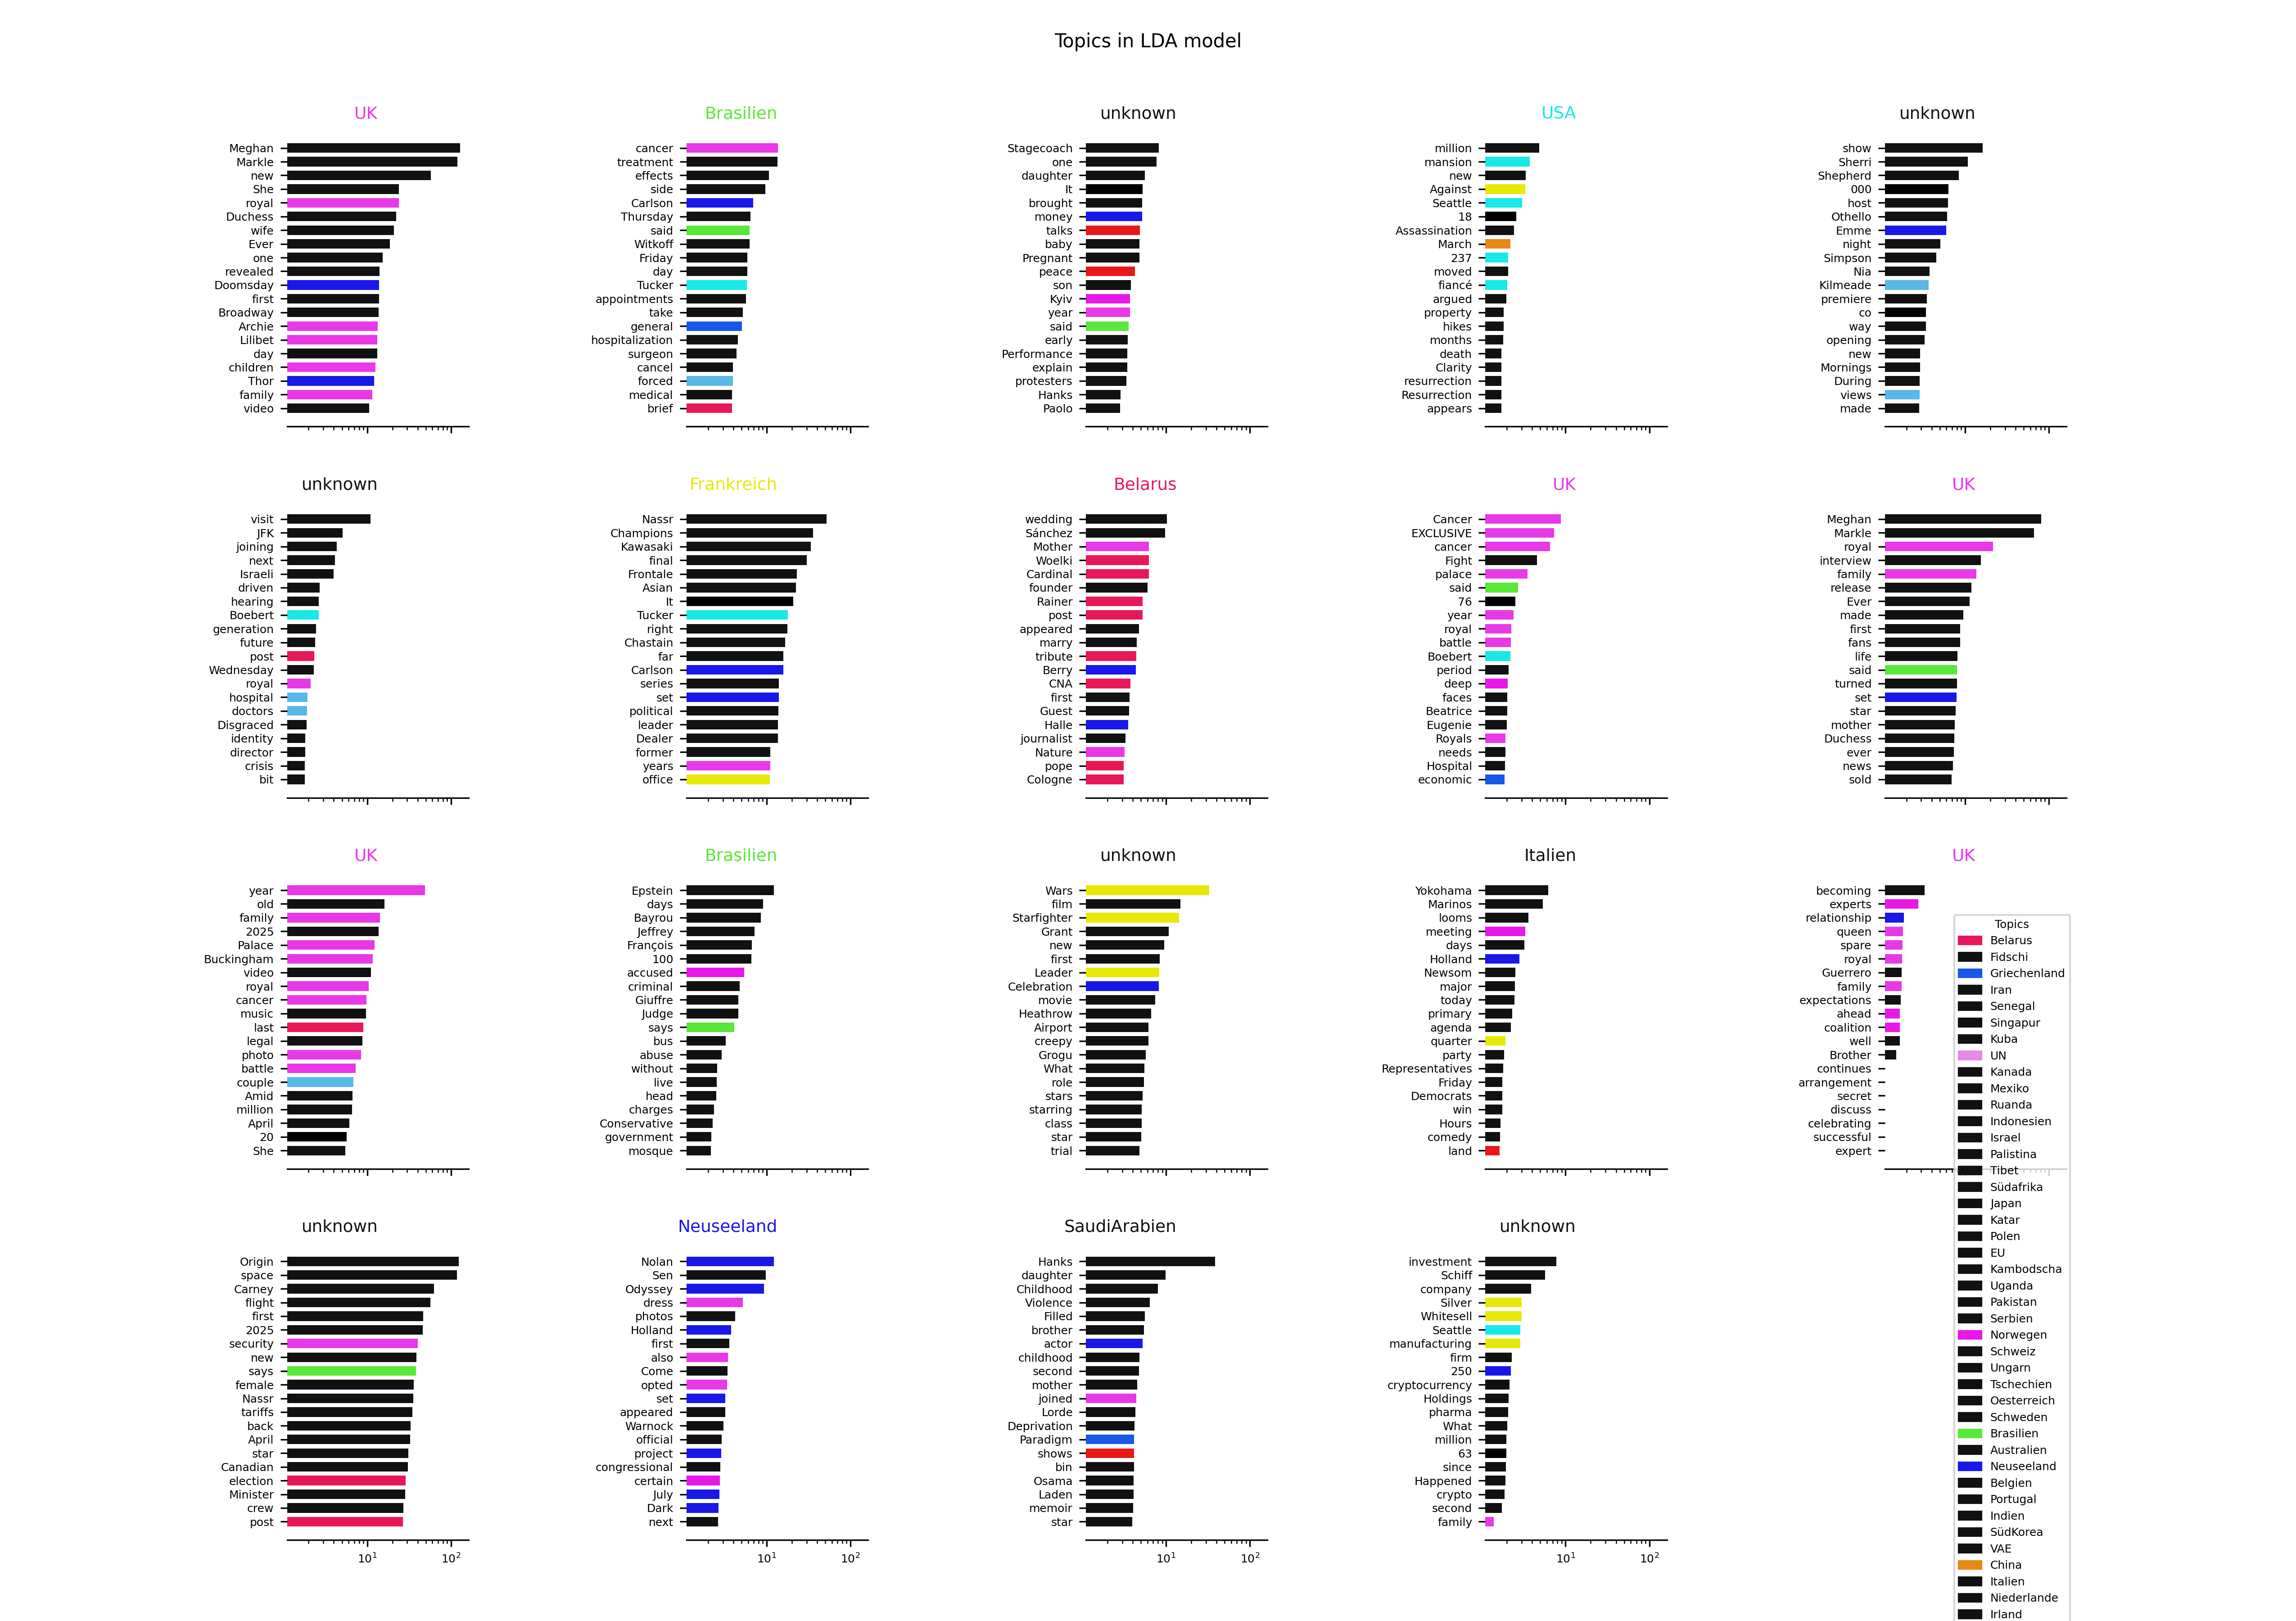 Topics in LDA model
UK
Meghan
Markle
new
She
royal
Duchess
wife
Ever
one
revealed
Doomsday
first
Broadway
Archie
Lilibet
day
children
Thor
family
video
Brasilien
cancer
treatment
effects
side
Carlson
Thursday
said
Witkoff
Friday
day
Tucker
appointments
take
general
hospitalization
surgeon
cancel
forced
medical
brief
unknown
Stagecoach
one
daughter
It
brought
money
talks
baby
Pregnant
peace
son
Kyiv
year
said
early
Performance
explain
protesters
Hanks
Paolo
USA
million
mansion
new
Against
Seattle
18
Assassination
March
237
moved
fiancé
argued
property
hikes
months
death
Clarity
resurrection
Resurrection
appears
unknown
show
Sherri
Shepherd
000
host
Othello
Emme
night
Simpson
Nia
Kilmeade
premiere
co
way
opening
new
Mornings
During
views
made
unknown
visit
JFK
joining
next
Israeli
driven
hearing
Boebert
generation
future
post
Wednesday
royal
hospital
doctors
Disgraced
identity
director
crisis
bit
Frankreich
Nassr
Champions
Kawasaki
final
Frontale
Asian
It
Tucker
right
Chastain
far
Carlson
series
set
political
leader
Dealer
former
years
office
Belarus
wedding
Sánchez
Mother
Woelki
Cardinal
founder
Rainer
post
appeared
marry
tribute
Berry
CNA
first
Guest
Halle
journalist
Nature
pope
Cologne
UK
Cancer
EXCLUSIVE
cancer
Fight
palace
said
76
year
royal
battle
Boebert
period
deep
faces
Beatrice
Eugenie
Royals
needs
Hospital
economic
UK
Meghan
Markle
royal
interview
family
release
Ever
made
first
fans
life
said
turned
set
star
mother
Duchess
ever
news
sold
UK
year
old
family
2025
Palace
Buckingham
video
royal
cancer
music
last
legal
photo
battle
couple
Amid
million
April
20
She
Brasilien
Epstein
days
Bayrou
Jeffrey
François
100
accused
criminal
Giuffre
Judge
says
bus
abuse
without
live
head
charges
Conservative
government
mosque
unknown
Wars
film
Starfighter
Grant
new
first
Leader
Celebration
movie
Heathrow
Airport
creepy
Grogu
What
role
stars
starring
class
star
trial
Italien
Yokohama
Marinos
looms
meeting
days
Holland
Newsom
major
today
primary
agenda
quarter
party
Representatives
Friday
Democrats
win
Hours
comedy
land
UK
becoming
experts
relationship
queen
spare
royal
Guerrero
family
expectations
ahead
coalition
well
Brother
continues
arrangement
secret
discuss
celebrating
successful
expert
unknown
Origin
space
Carney
flight
first
2025
security
new
says
female
Nassr
tariffs
back
April
star
Canadian
election
Minister
crew
post
10¹ 10²
Neuseeland
Nolan
Sen
Odyssey
dress
photos
Holland
first
also
Come
opted
set
appeared
Warnock
official
project
congressional
certain
July
Dark
next
10¹ 10²
SaudiArabien
Hanks
daughter
Childhood
Violence
Filled
brother
actor
childhood
second
mother
joined
Lorde
Deprivation
Paradigm
shows
bin
Osama
Laden
memoir
star
10¹ 10²
unknown
investment
Schiff
company
Silver
Whitesell
Seattle
manufacturing
firm
250
cryptocurrency
Holdings
pharma
What
million
63
since
Happened
crypto
second
family
10¹ 10²
Topics
Belarus
Fidschi
Griechenland
Iran
Senegal
Singapur
Kuba
UN
Kanada
Mexiko
Ruanda
Indonesien
Israel
Palistina
Tibet
Südafrika
Japan
Katar
Polen
EU
Kambodscha
Uganda
Pakistan
Serbien
Norwegen
Schweiz
Ungarn
Tschechien
Oesterreich
Schweden
Brasilien
Australien
Neuseeland
Belgien
Portugal
Indien
SüdKorea
VAE
China
Italien
Niederlande
Irland